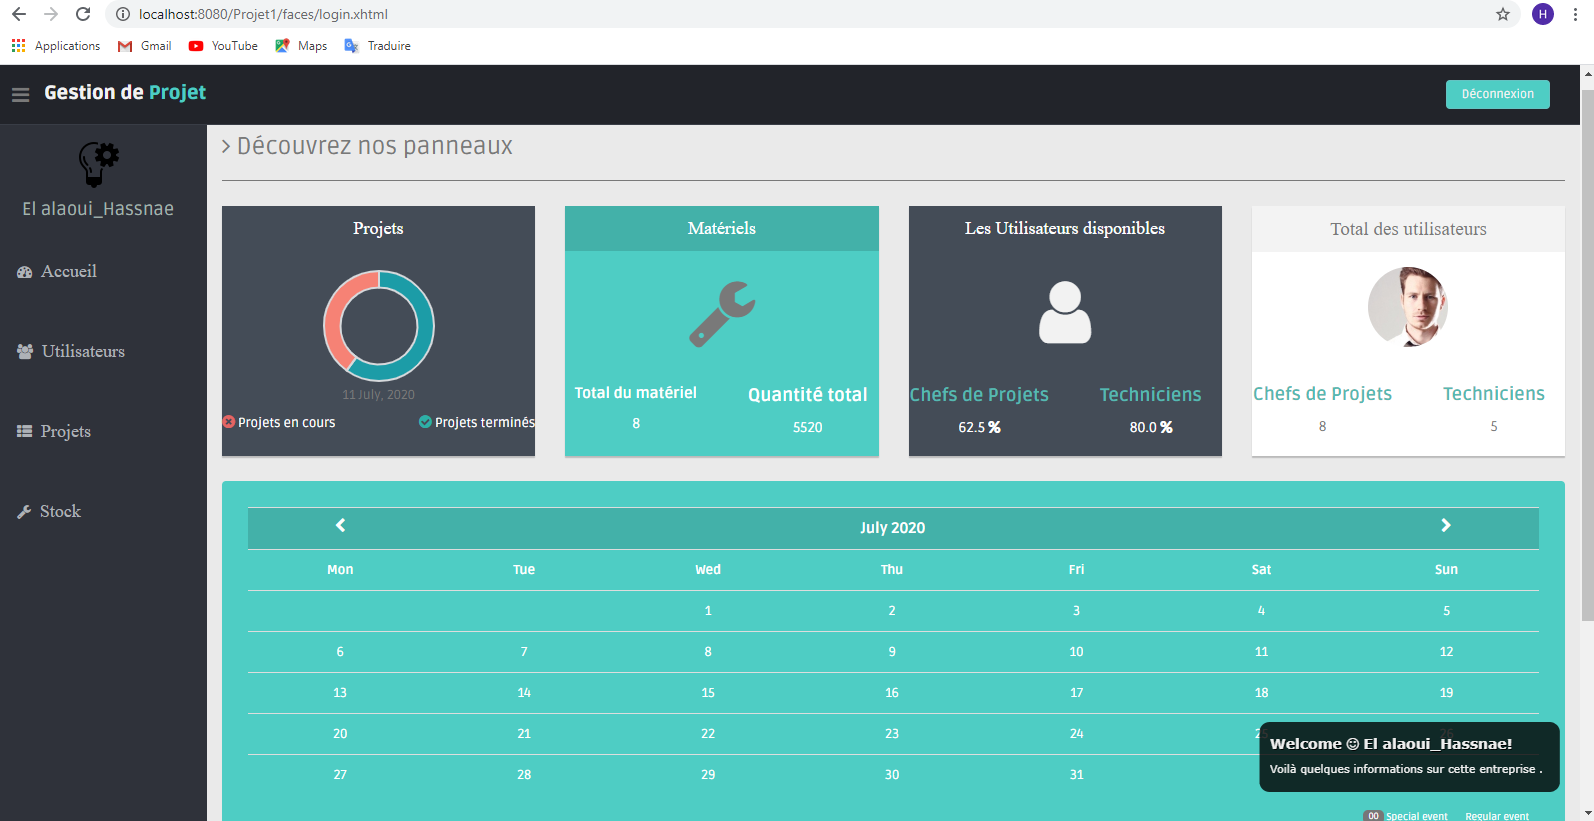 localhost:8080/Projet1/faces/login.xhtml
H
Applications Gmail YouTube Maps Traduire
Gestion de Projet
Déconnexion
Découvrez nos panneaux
El alaoui_Hassnae
Accueil
Utilisateurs
Projets
Stock
Projets
11 July, 2020
Projets en cours Projets terminés
Matériels
Total du matériel Quantité total
8 5520
Les Utilisateurs disponibles
Chefs de Projets Techniciens
62.5 % 80.0 %
Total des utilisateurs
Chefs de Projets Techniciens
8 5
July 2020
Mon Tue Wed Thu Fri Sat Sun
1 2 3 4 5
6 7 8 9 10 11 12
13 14 15 16 17 18 19
20 21 22 23 24 25 26
27 28 29 30 31
Welcome ☺ El alaoui_Hassnae!
Voilà quelques informations sur cette entreprise .
00 Special event Regular event